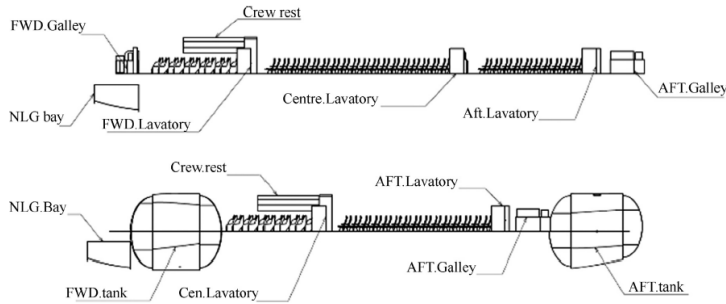 Crew rest
FWD.Galley
NLG bay
FWD.Lavatory
Centre.Lavatory
Aft.Lavatory
AFT.Galley
Crew.rest
AFT.Lavatory
NLG.Bay
FWD.tank
Cen.Lavatory
AFT.Galley
AFT.tank